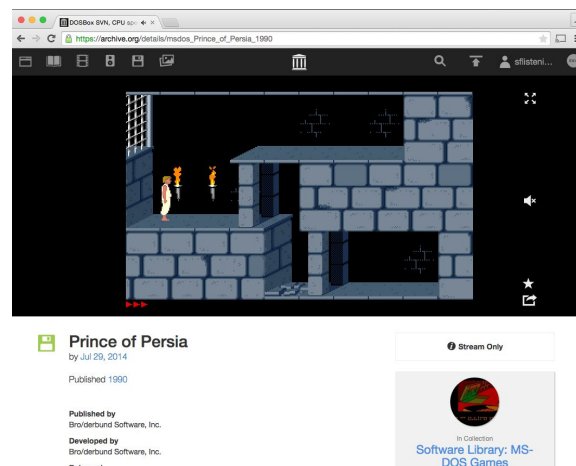 DOSBox SVN, CPU spe
https://archive.org/details/msdos_Prince_of_Persia_1990
sflisteni...
Prince of Persia
by Jul 29, 2014
Published 1990
Published by
Bro/derbund Software, Inc.
Developed by
Bro/derbund Software, Inc.
Stream Only
In Collection
Software Library: MS-
DOS Games